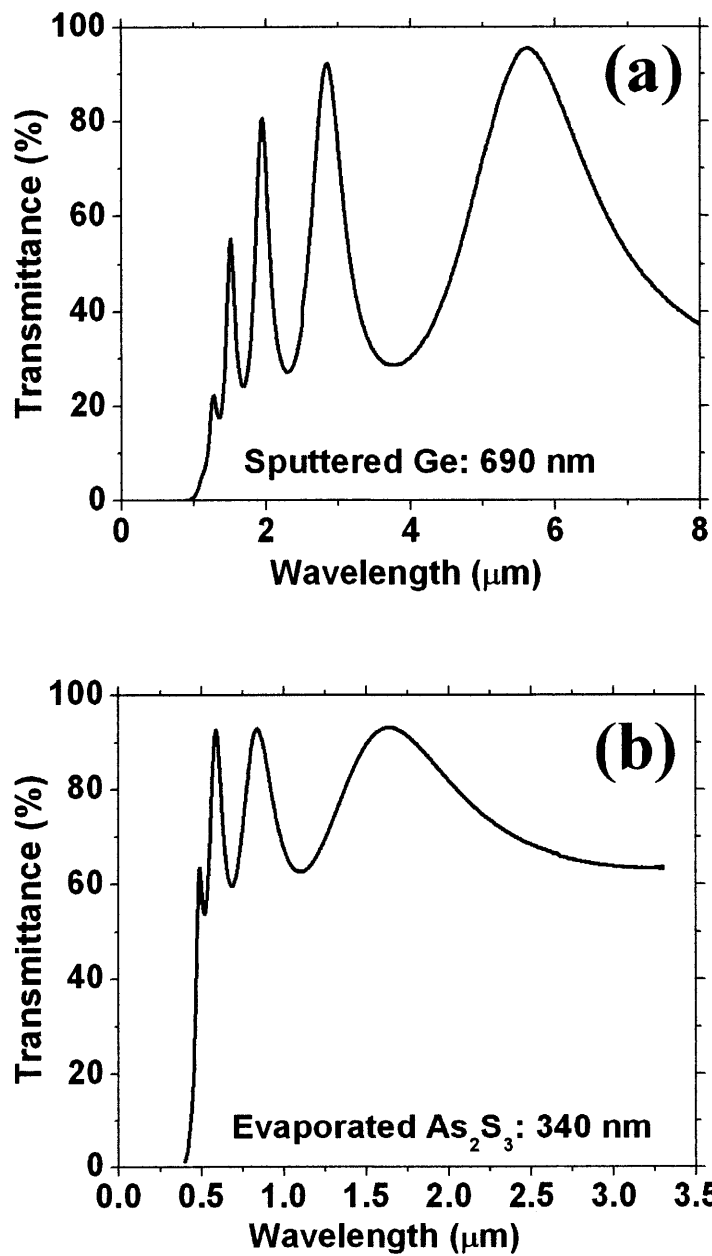 100
80
60
40
20
0
Transmittance (%)
(a)
Sputtered Ge: 690 nm
0 2 4 6 8
Wavelength (μm)
100
80
60
40
20
0
Transmittance (%)
(b)
Evaporated As₂S₃: 340 nm
0.0 0.5 1.0 1.5 2.0 2.5 3.0 3.5
Wavelength (μm)